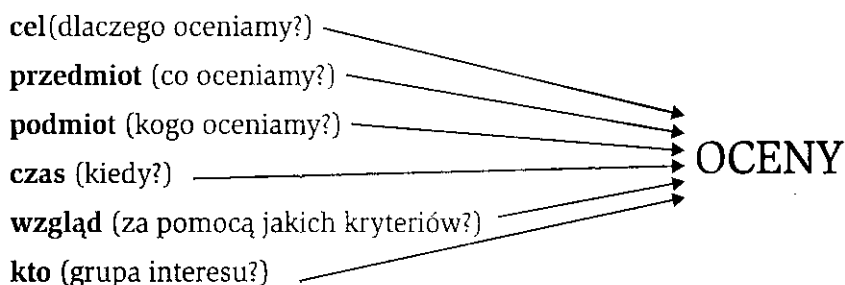 cel(dlaczego oceniamy?)
przedmiot (co oceniamy?)
podmiot (kogo oceniamy?)
czas (kiedy?)
OCENY
wzgląd (za pomocą jakich kryteriów?)
kto (grupa interesu?)